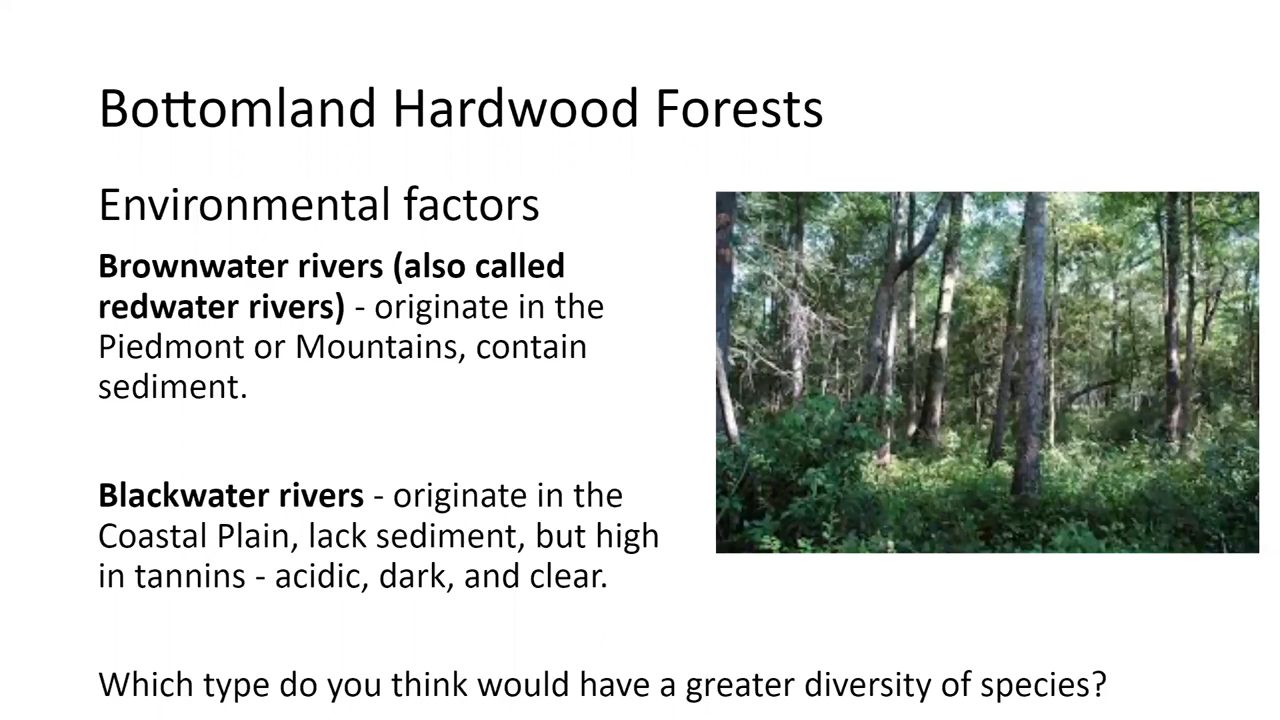 Bottomland Hardwood Forests
Environmental factors
Brownwater rivers (also called
redwater rivers) - originate in the
Piedmont or Mountains, contain
sediment.
Blackwater rivers - originate in the
Coastal Plain, lack sediment, but high
in tannins - acidic, dark, and clear.
Which type do you think would have a greater diversity of species?